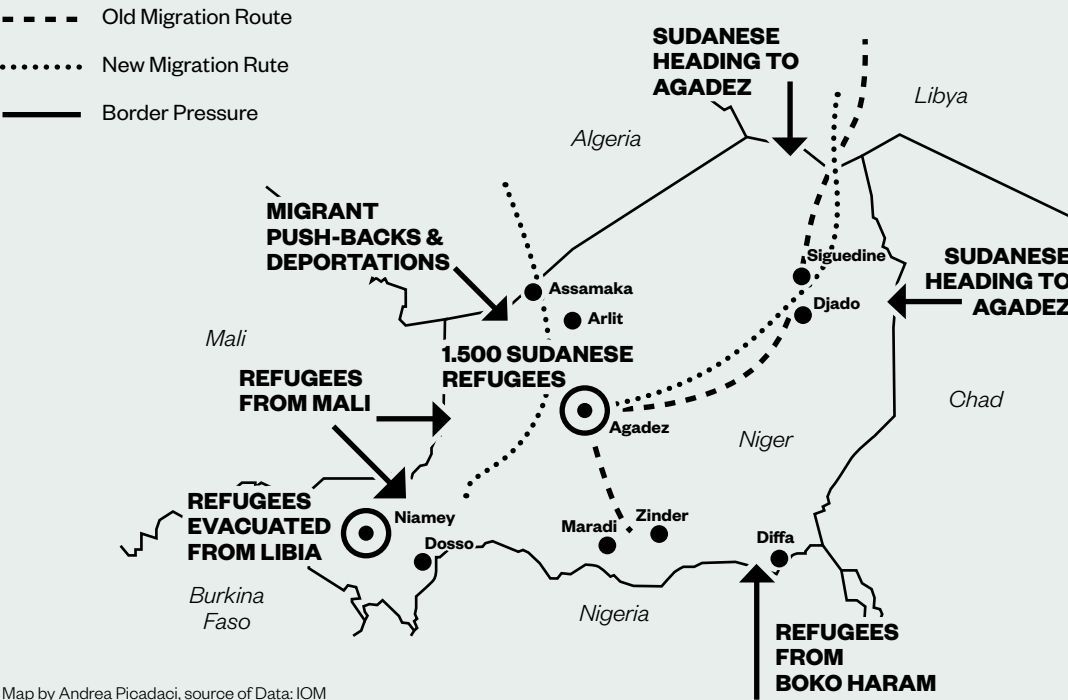 Old Migration Route
New Migration Rute
Border Pressure
SUDANESE
HEADING TO
AGADEZ
Libya
Algeria
MIGRANT
PUSH-BACKS &
DEPORTATIONS
Siguedine
SUDANESE
HEADING TO
AGADEZ
Assamaka
Djado
Arlit
Mali
1.500 SUDANESE
REFUGEES
REFUGEES
FROM MALI
Chad
Agadez
Niger
REFUGEES
EVACUATED
FROM LIBIA
Niamey
Maradi
Zinder
Dosso
Diffa
Burkina
Faso
Nigeria
REFUGEES
FROM
BOKO HARAM
Map by Andrea Picadaci, source of Data: IOM